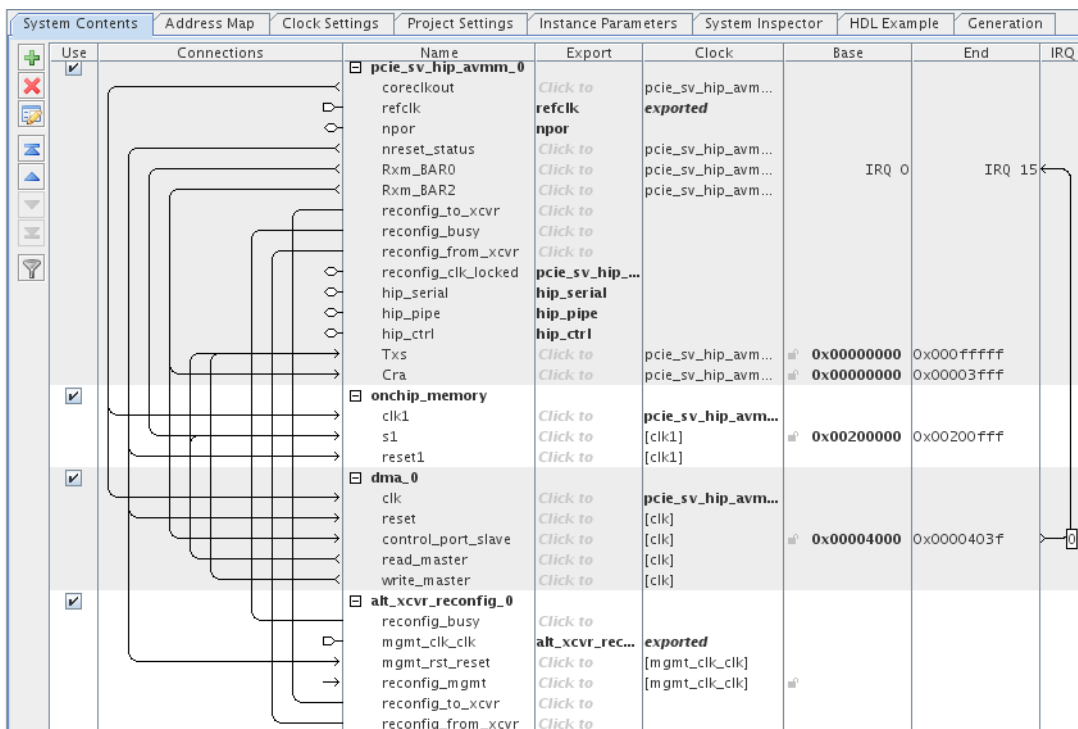 System Contents Address Map Clock Settings Project Settings Instance Parameters System Inspector HDL Example Generation
Use Connections Name Export Clock Base End IRQ
pcie_sv_hip_avmm_0
coreclkout Click to pcie_sv_hip_avm...
refclk refclk exported
npor npor
nreset_status Click to pcie_sv_hip_avm...
Rxm_BAR0 Click to pcie_sv_hip_avm... IRQ 0 IRQ 15
Rxm_BAR2 Click to pcie_sv_hip_avm...
reconfig_to_xcvr Click to
reconfig_busy Click to
reconfig_from_xcvr Click to
reconfig_clk_locked pcie_sv_hip_...
hip_serial hip_serial
hip_pipe hip_pipe
hip_ctrl hip_ctrl
Txs Click to pcie_sv_hip_avm... 0x00000000 0x000fffff
Cra Click to pcie_sv_hip_avm... 0x00000000 0x00003fff
onchip_memory
clk1 Click to pcie_sv_hip_avm...
s1 Click to [clk1] 0x00200000 0x00200fff
reset1 Click to [clk1]
dma_0
clk Click to pcie_sv_hip_avm...
reset Click to [clk]
control_port_slave Click to [clk] 0x00004000 0x0000403f 0
read_master Click to [clk]
write_master Click to [clk]
alt_xcvr_reconfig_0
reconfig_busy Click to
mgmt_clk_clk alt_xcvr_rec... exported
mgmt_rst_reset Click to [mgmt_clk_clk]
reconfig_mgmt Click to [mgmt_clk_clk]
reconfig_to_xcvr Click to
reconfig_from_xcvr Click to